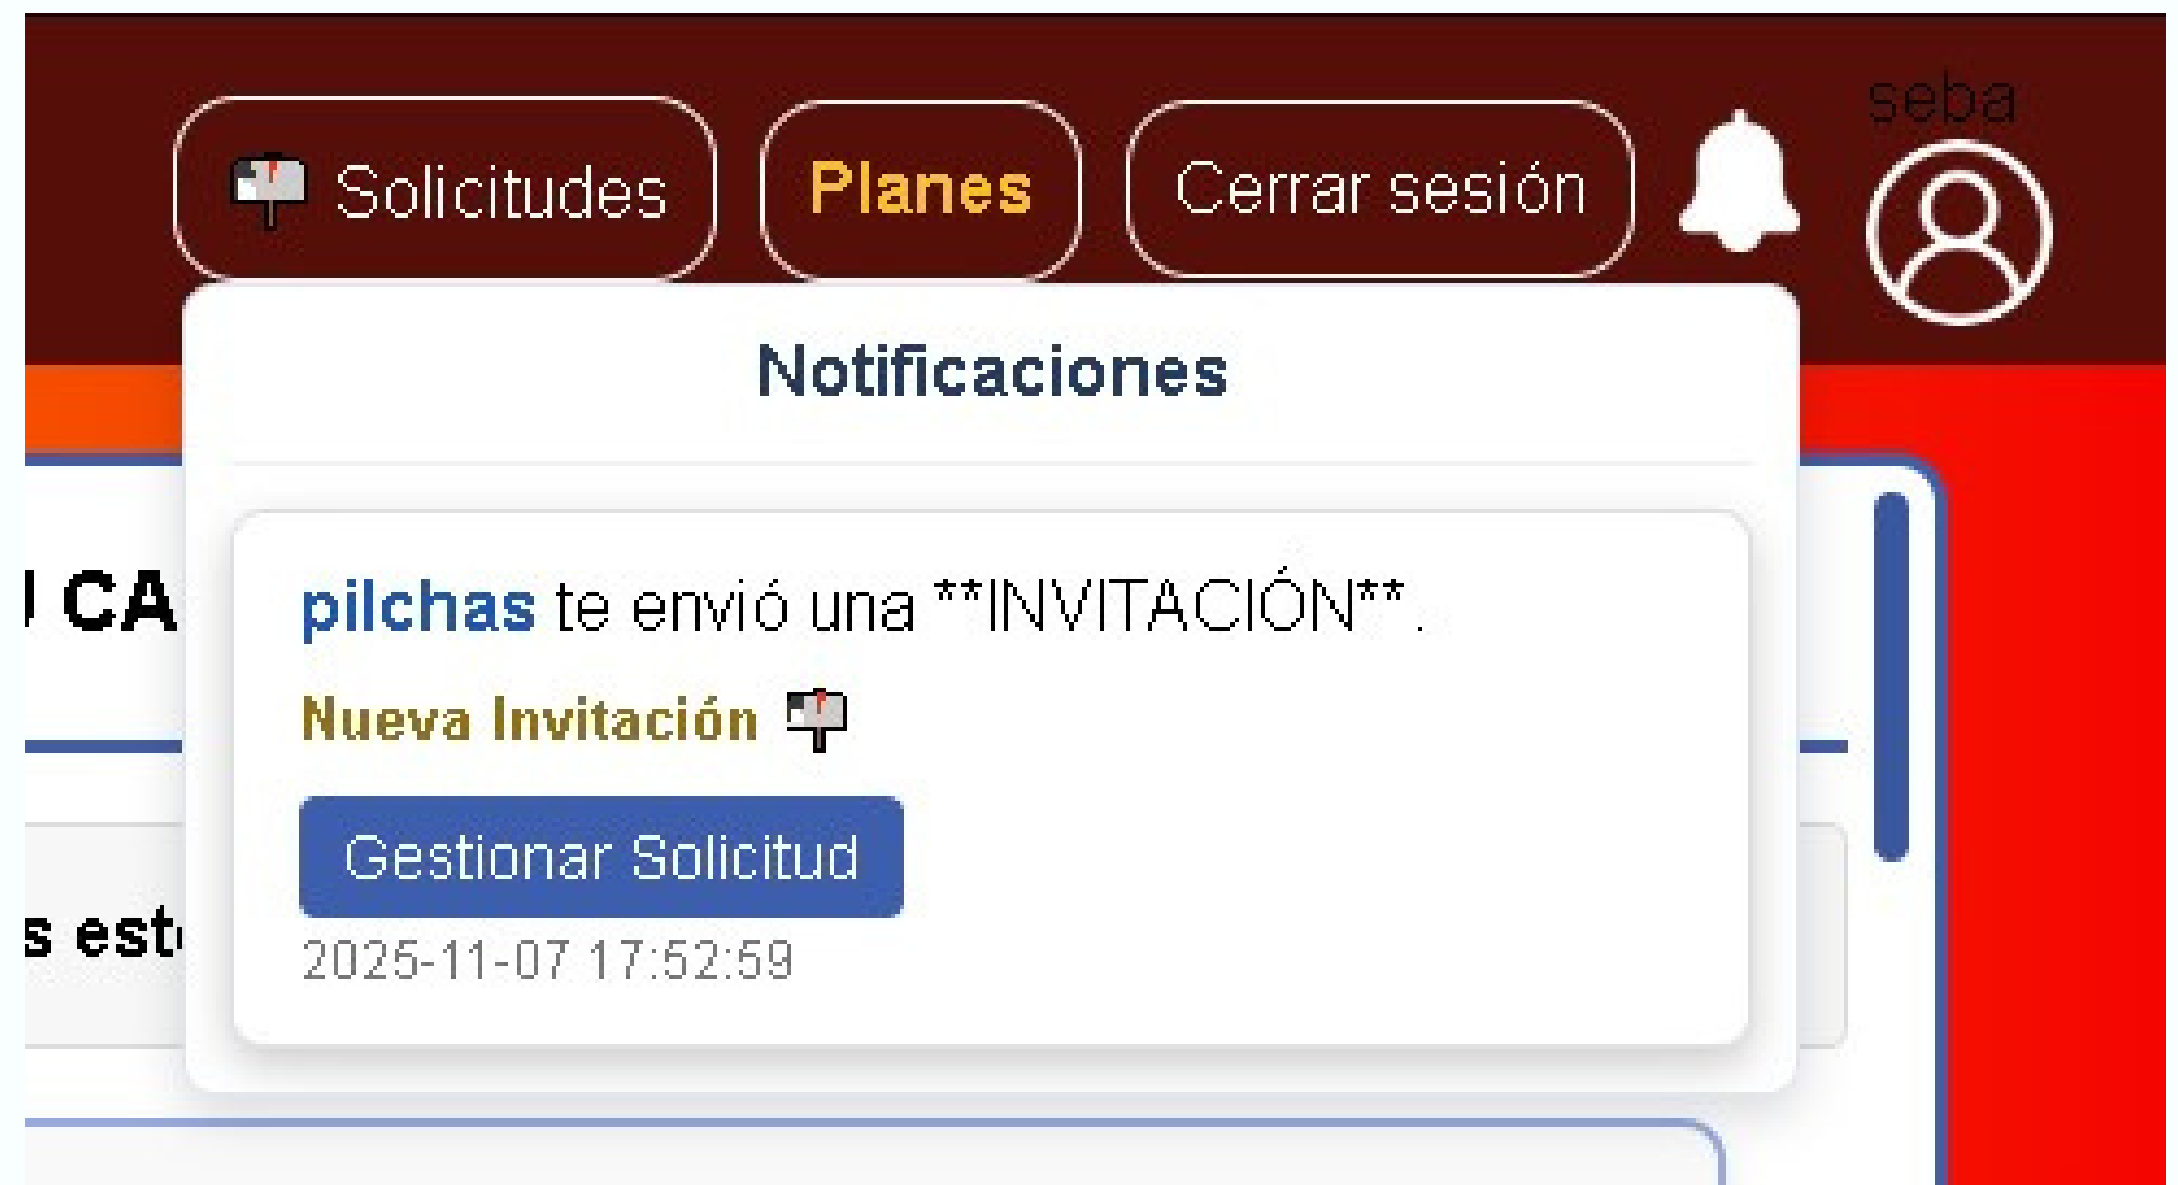 seba
📬 Solicitudes
Planes
Cerrar sesión
Notificaciones
CA
pilchas te envió una **INVITACIÓN**.
Nueva Invitación 📬
Gestionar Solicitud
s est
2025-11-07 17:52:59